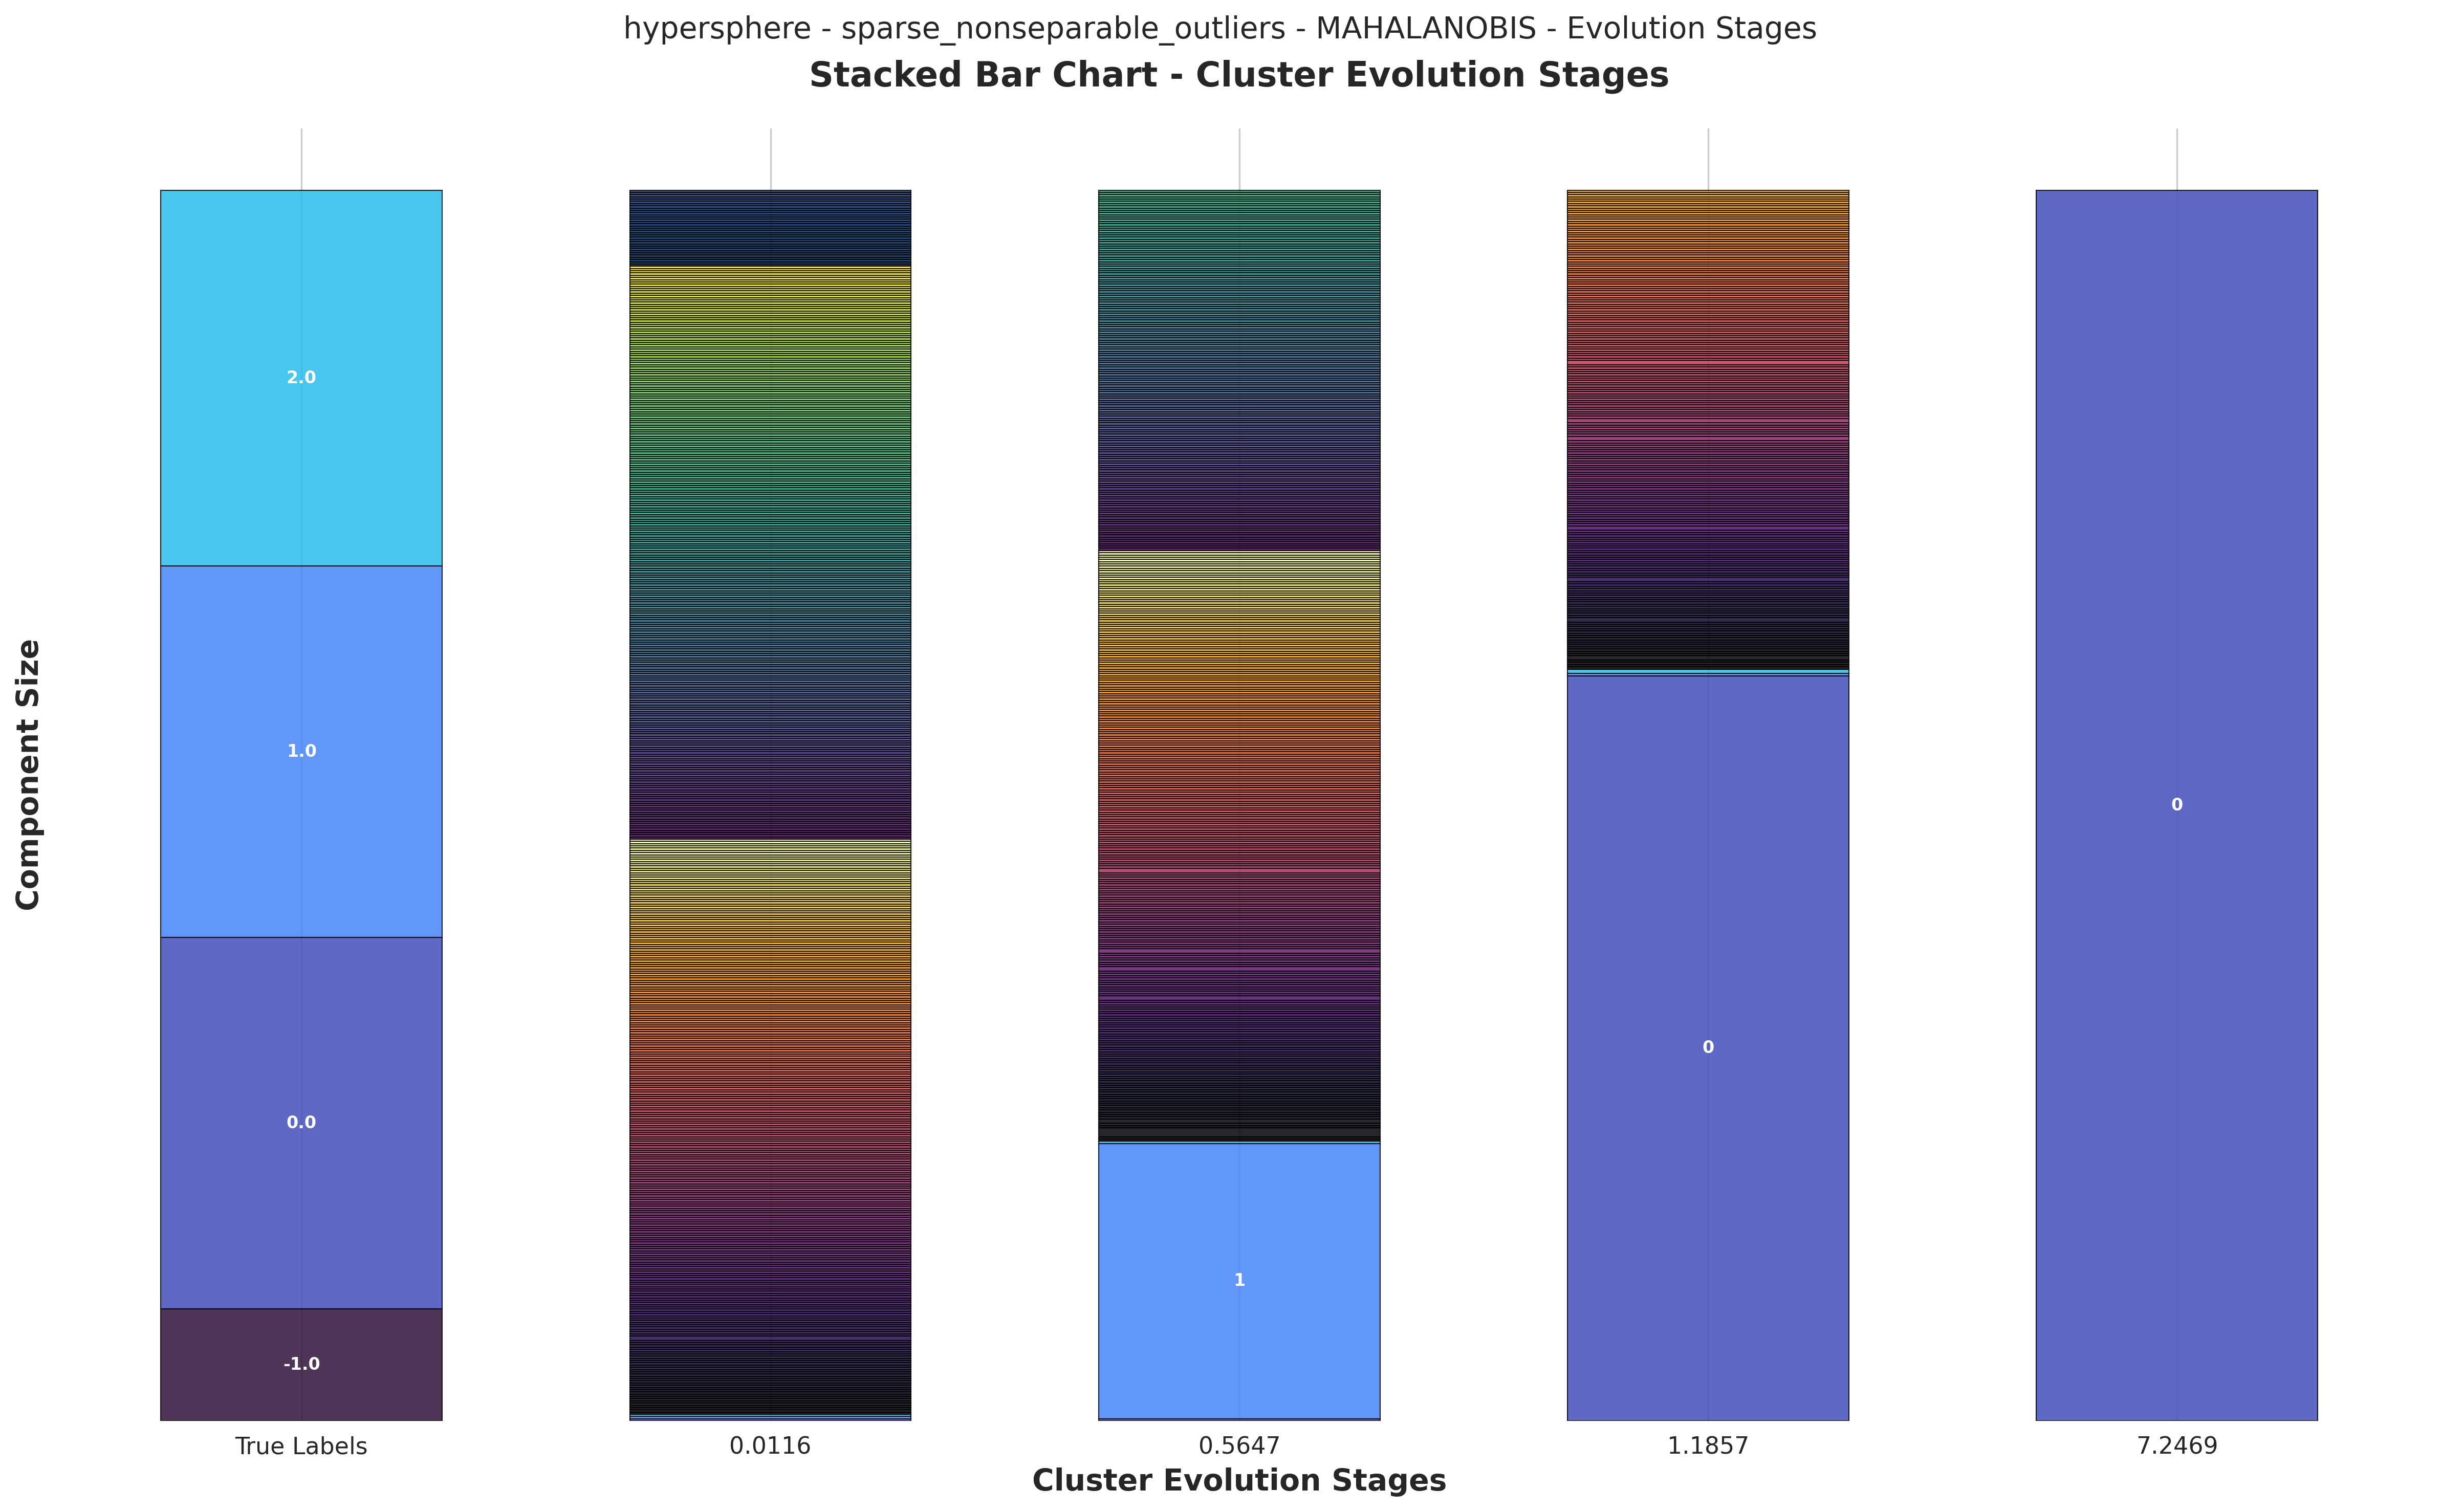 hypersphere - sparse_nonseparable_outliers - MAHALANOBIS - Evolution Stages
Stacked Bar Chart - Cluster Evolution Stages
Component Size
2.0
1.0
0.0
-1.0
1
0
0
True Labels
0.0116
0.5647
1.1857
7.2469
Cluster Evolution Stages